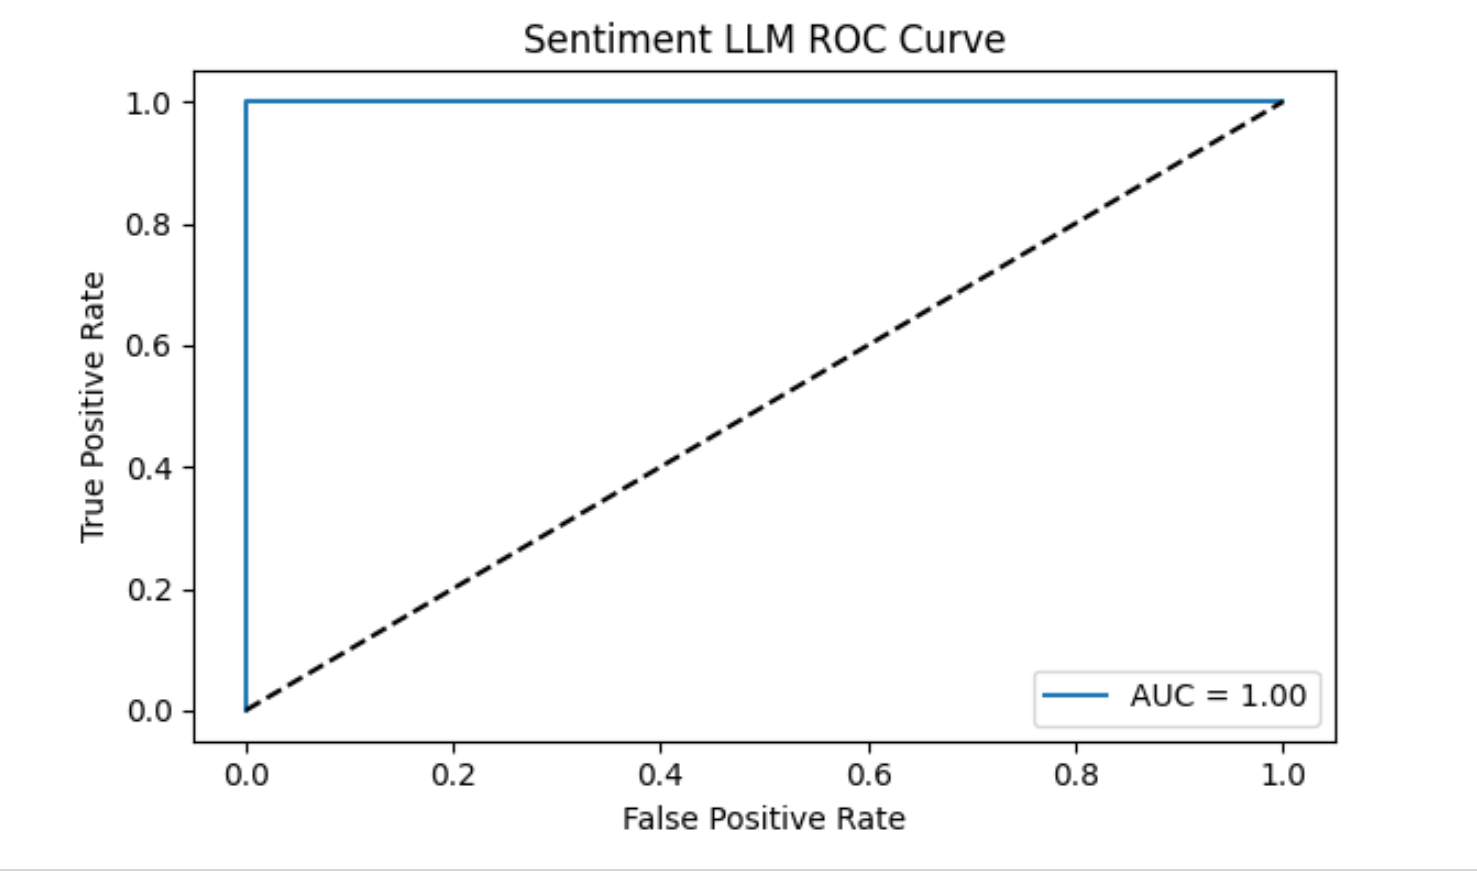 Sentiment LLM ROC Curve
True Positive Rate
1.0
0.8
0.6
0.4
0.2
0.0
AUC = 1.00
0.0 0.2 0.4 0.6 0.8 1.0
False Positive Rate